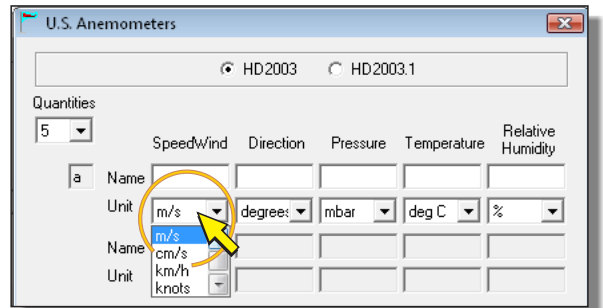 U.S. Anemometers
HD2003 HD2003.1
Quantities
5
SpeedWind Direction Pressure Temperature Relative Humidity
a Name
Unit m/s degrees mbar deg C %
m/s
Name cm/s
Unit km/h
knots